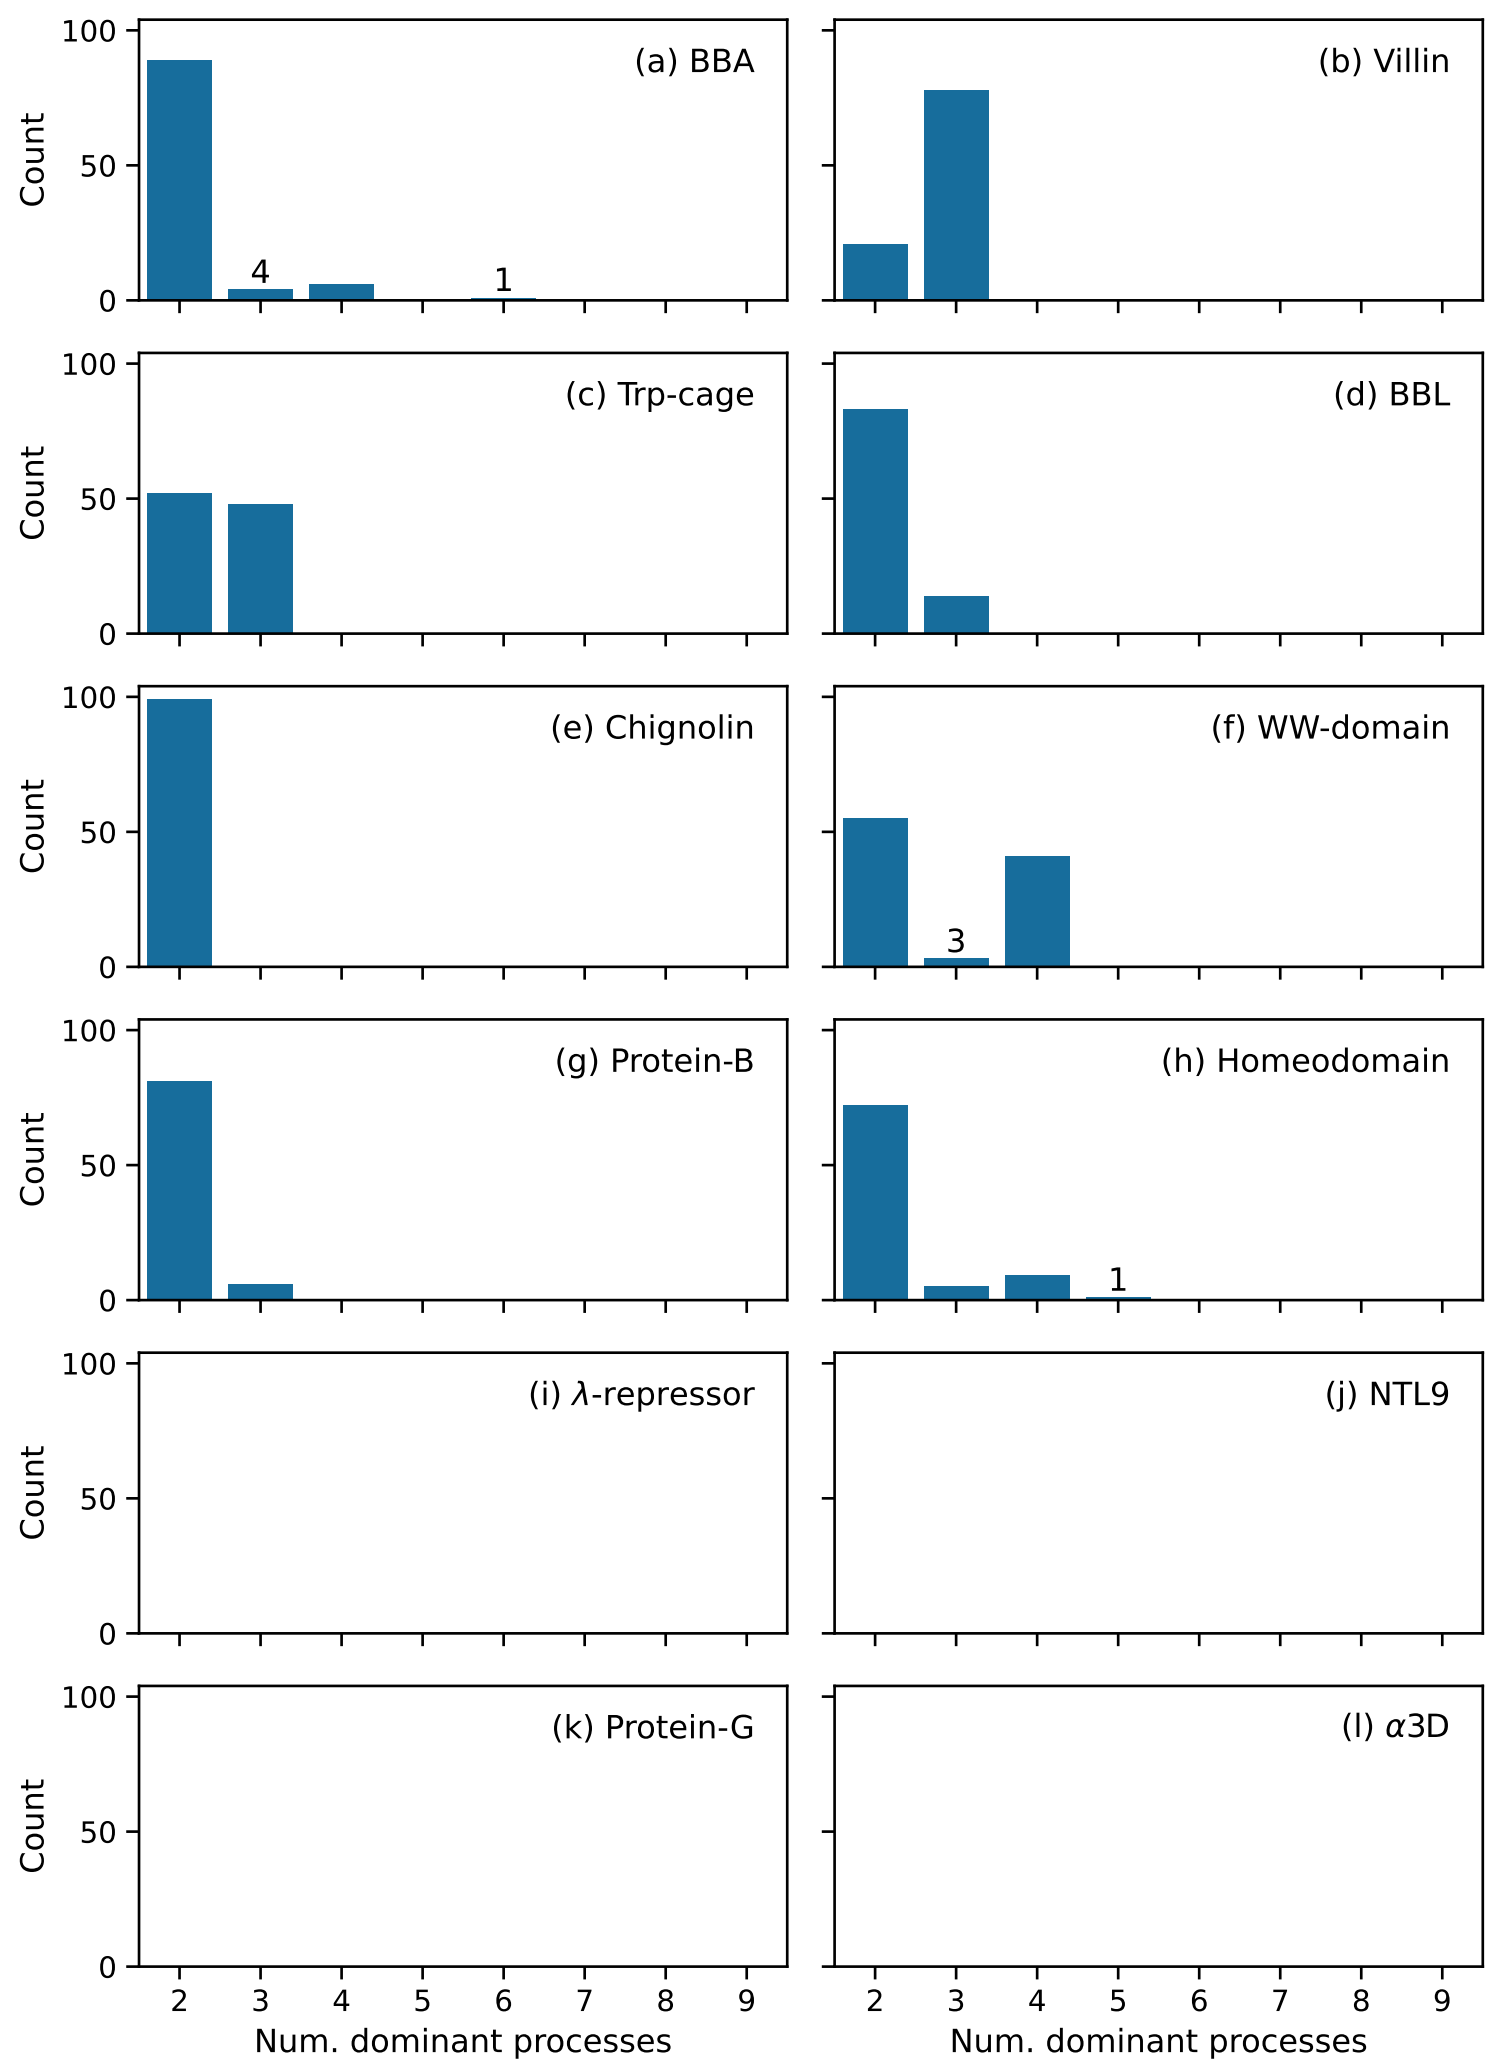 100
50
0
Count
(a) BBA
4
1
(b) Villin
100
50
0
Count
(c) Trp-cage
(d) BBL
100
50
0
Count
(e) Chignolin
(f) WW-domain
3
100
50
0
Count
(g) Protein-B
(h) Homeodomain
1
100
50
0
Count
(i) λ-repressor
(j) NTL9
100
50
0
Count
(k) Protein-G
(l) α3D
2 3 4 5 6 7 8 9
Num. dominant processes
2 3 4 5 6 7 8 9
Num. dominant processes